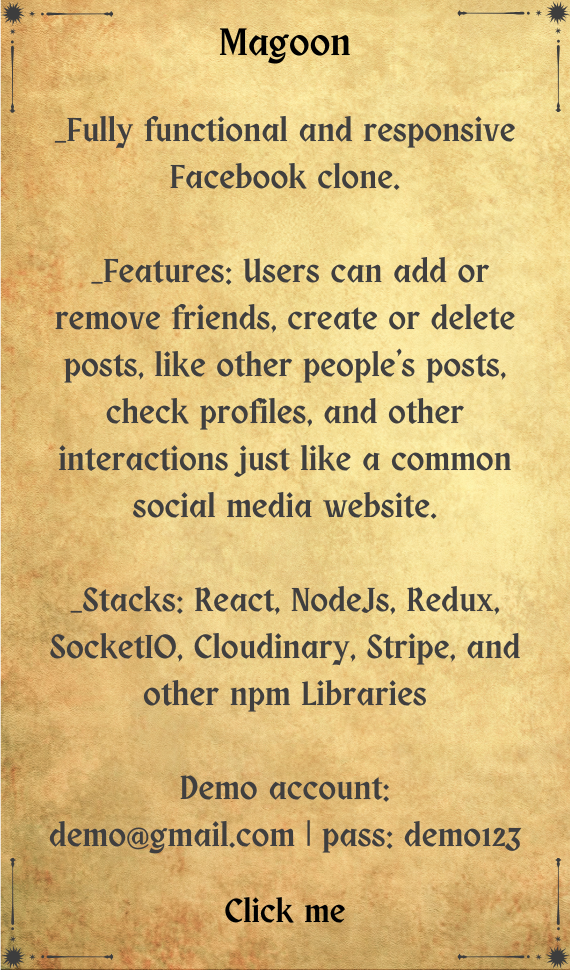 Magoon
_Fully functional and responsive
Facebook clone.
_Features: Users can add or
remove friends, create or delete
posts, like other people's posts,
check profiles, and other
interactions just like a common
social media website.
_Stacks: React, NodeJs, Redux,
SocketIO, Cloudinary, Stripe, and
other npm Libraries
Demo account:
demo@gmail.com | pass: demo123
Click me